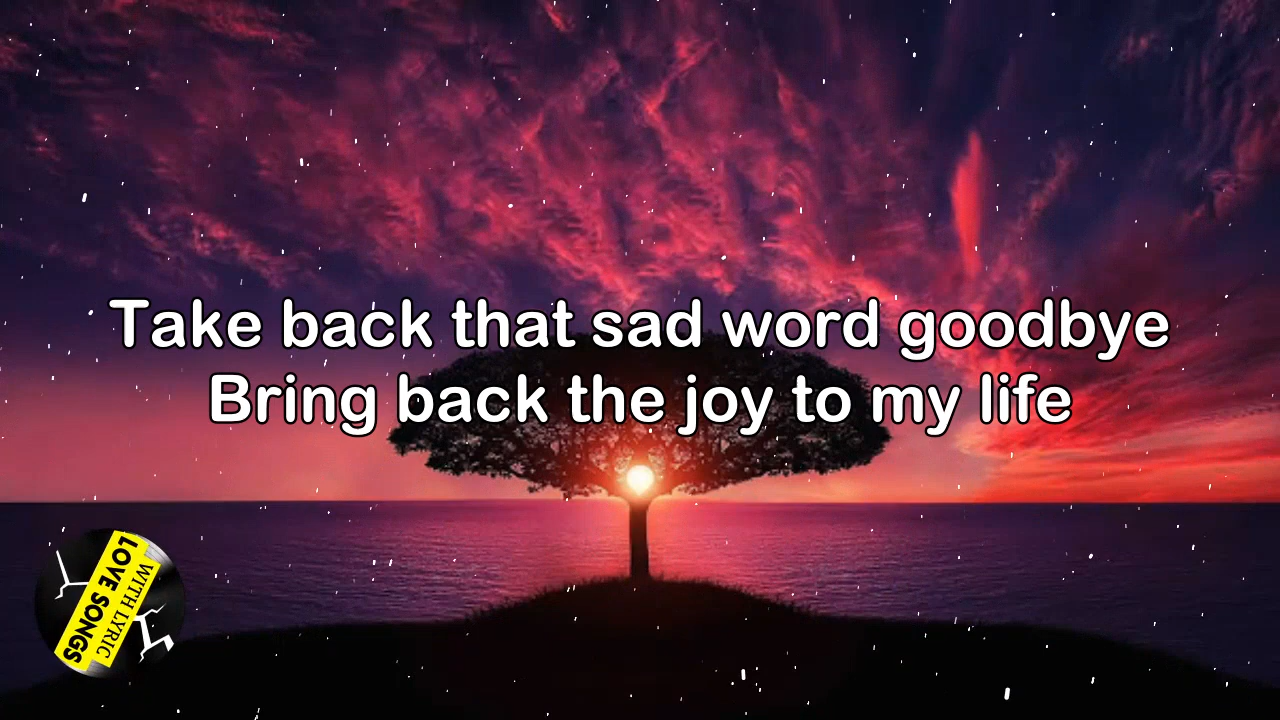 Take back that sad word goodbye
Bring back the joy to my life
LOVE SONGS
WITH LYRIC